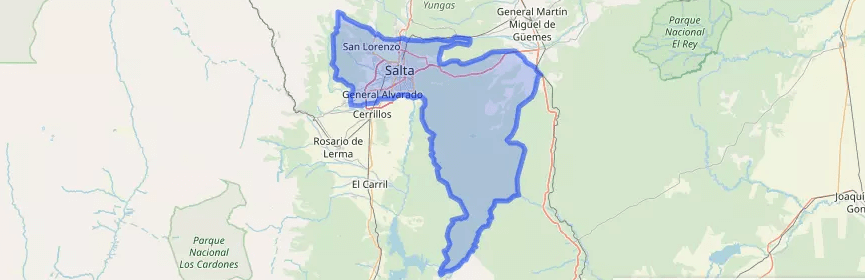 Yungas
General Martín
Miguel de
Güemes
Parque
Nacional
El Rey
San Lorenzo
Salta
General Alvarado
Cerrillos
Rosario de
Lerma
El Carril
Joaquí
Gon
Parque
Nacional
Los Cardones